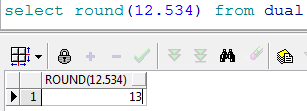 select round(12.534) from dual
ROUND(12.534)
1 13